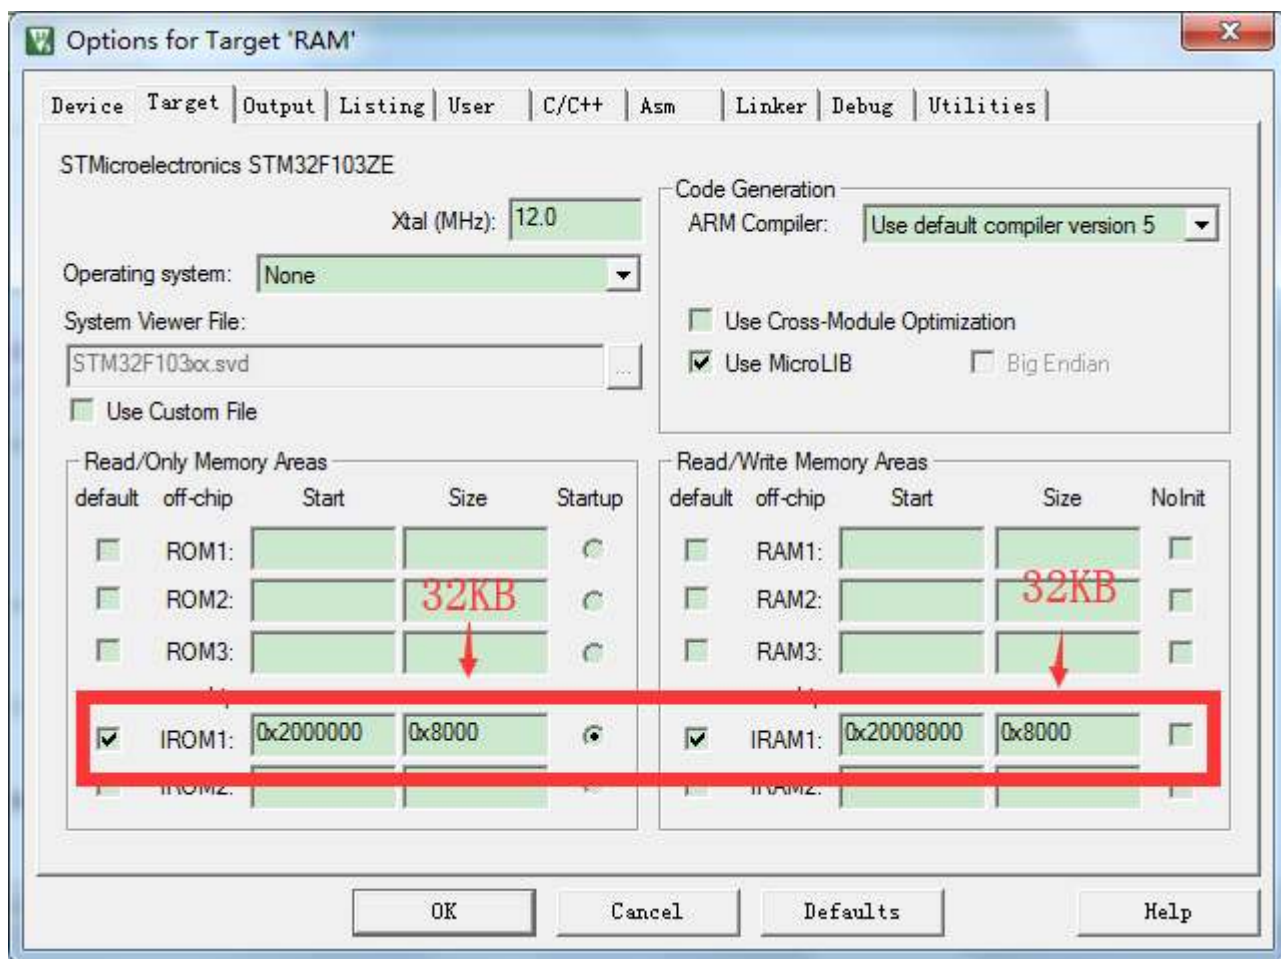 Options for Target 'RAM'
Device Target Output Listing User C/C++ Asm Linker Debug Utilities
STMicroelectronics STM32F103ZE
Xtal (MHz): 12.0
Operating system: None
System Viewer File:
STM32F103xx.svd ...
Use Custom File
Code Generation
ARM Compiler: Use default compiler version 5
Use Cross-Module Optimization
Use MicroLIB Big Endian
Read/Only Memory Areas
default off-chip Start Size Startup
ROM1:
ROM2: 32KB
ROM3:
IROM1: 0x2000000 0x8000
IROM2:
Read/Write Memory Areas
default off-chip Start Size NoInit
RAM1:
RAM2: 32KB
RAM3:
IRAM1: 0x20008000 0x8000
IRAM2:
OK Cancel Defaults Help